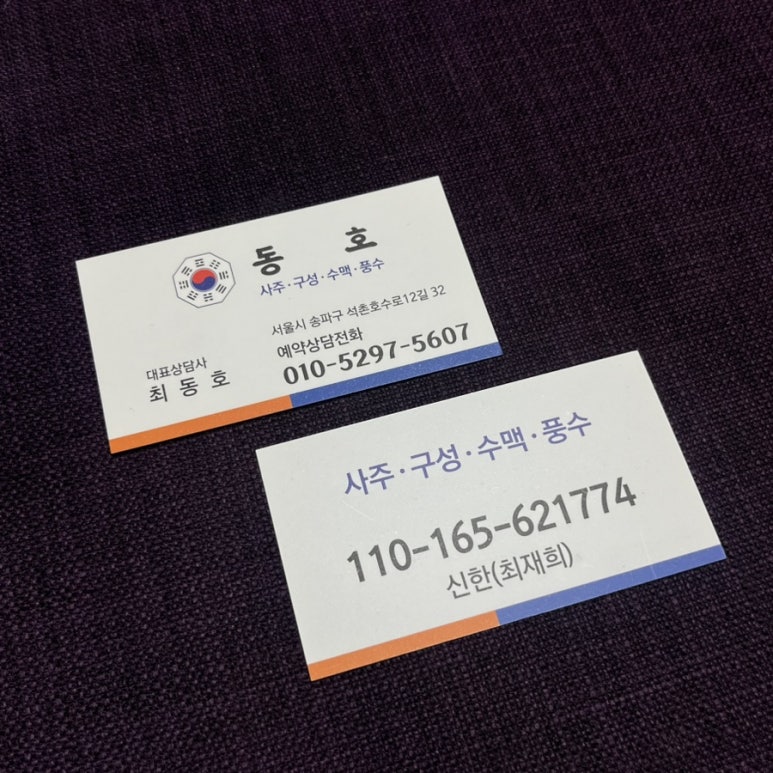 동 호
사주·구성·수맥·풍수
서울시 송파구 석촌호수로12길 32
예약상담전화
010-5297-5607
대표상담사
최 동 호
사주·구성·수맥·풍수
110-165-621774
신한(최재희)